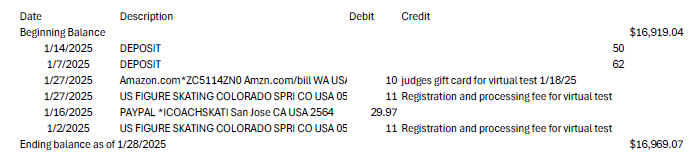 Date Description Debit Credit
Beginning Balance $16,919.04
1/14/2025 DEPOSIT 50
1/7/2025 DEPOSIT 62
1/27/2025 Amazon.com*ZC5114ZN0 Amzn.com/bill WA USA 10 judges gift card for virtual test 1/18/25
1/27/2025 US FIGURE SKATING COLORADO SPRI CO USA 05 11 Registration and processing fee for virtual test
1/16/2025 PAYPAL *ICOACHSKATI San Jose CA USA 2564 29.97
1/2/2025 US FIGURE SKATING COLORADO SPRI CO USA 05 11 Registration and processing fee for virtual test
Ending balance as of 1/28/2025 $16,969.07